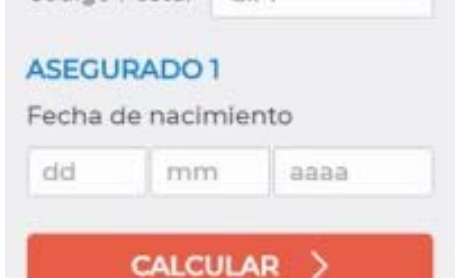 ASEGURADO 1
Fecha de nacimiento
dd mm aaaa
CALCULAR